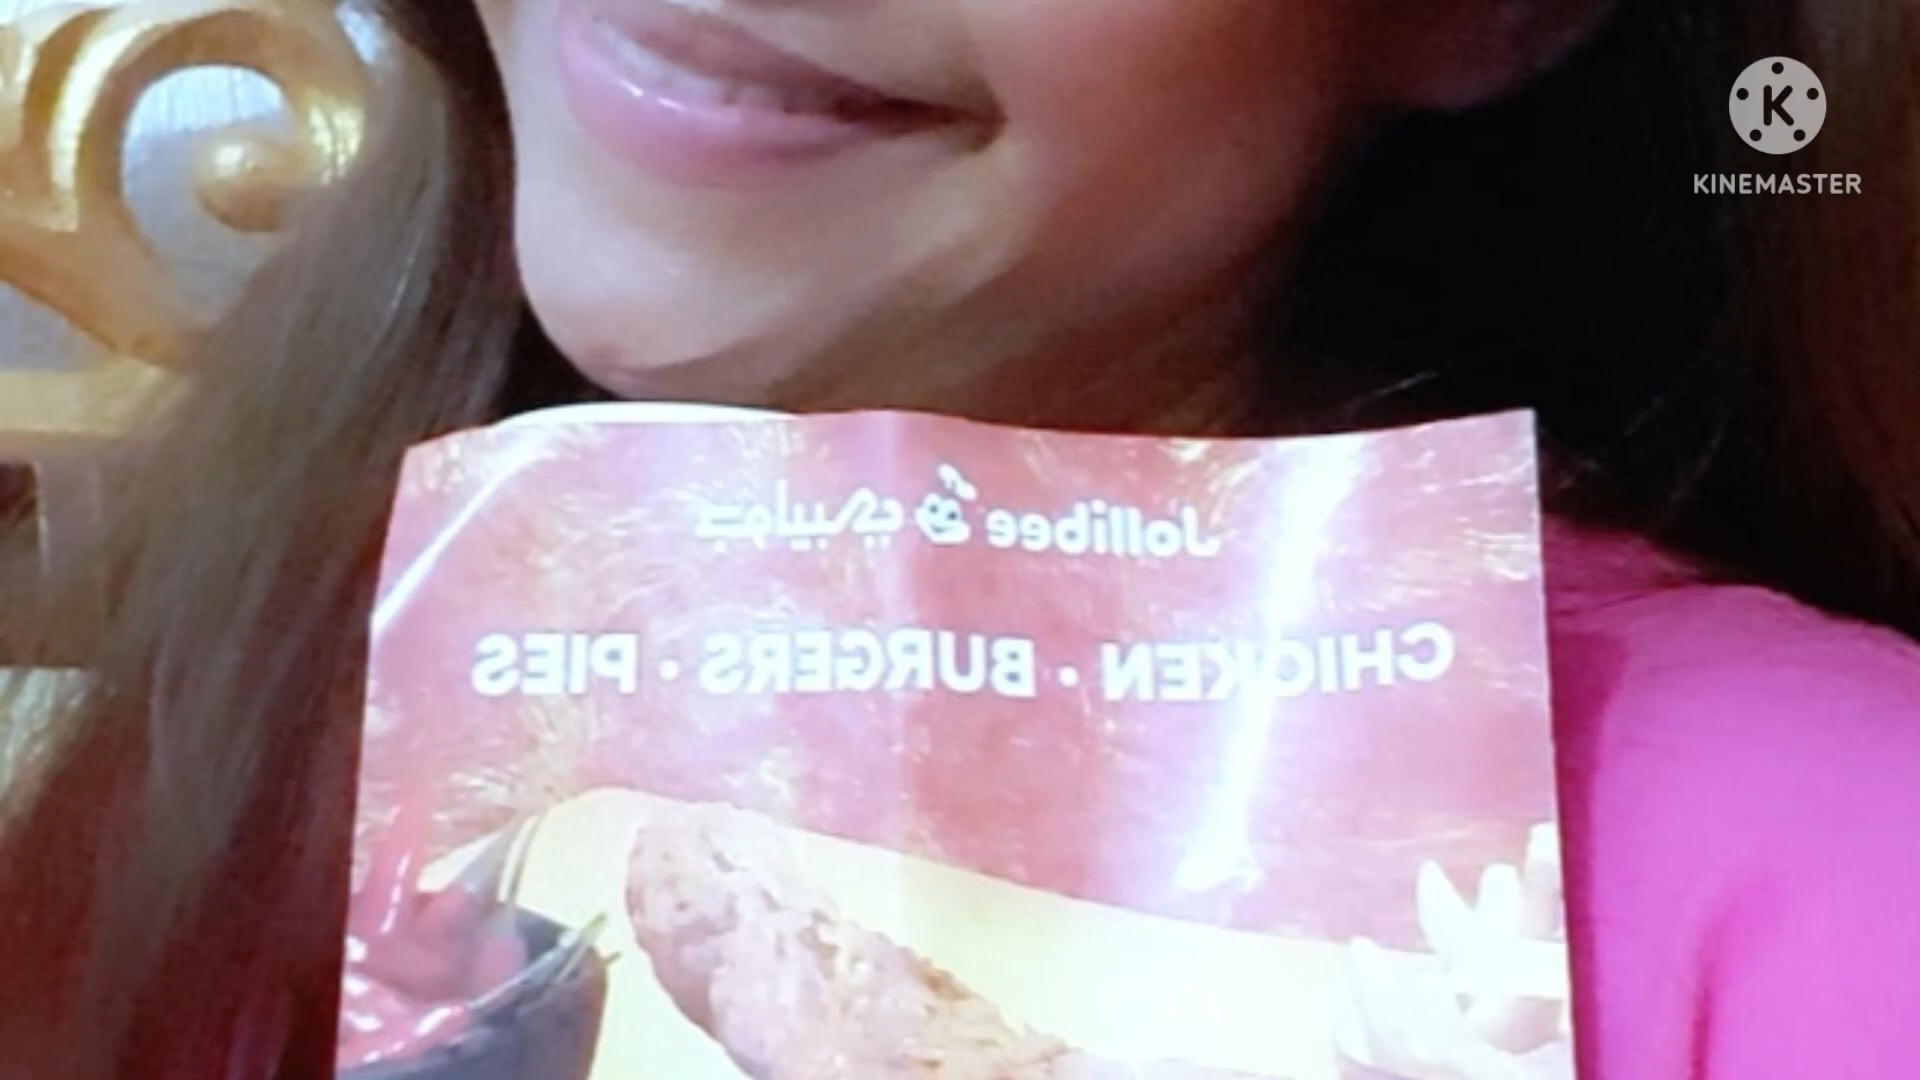 KINEMASTER
Jollibee جوليبي
CHICKEN · BURGERS · PIES